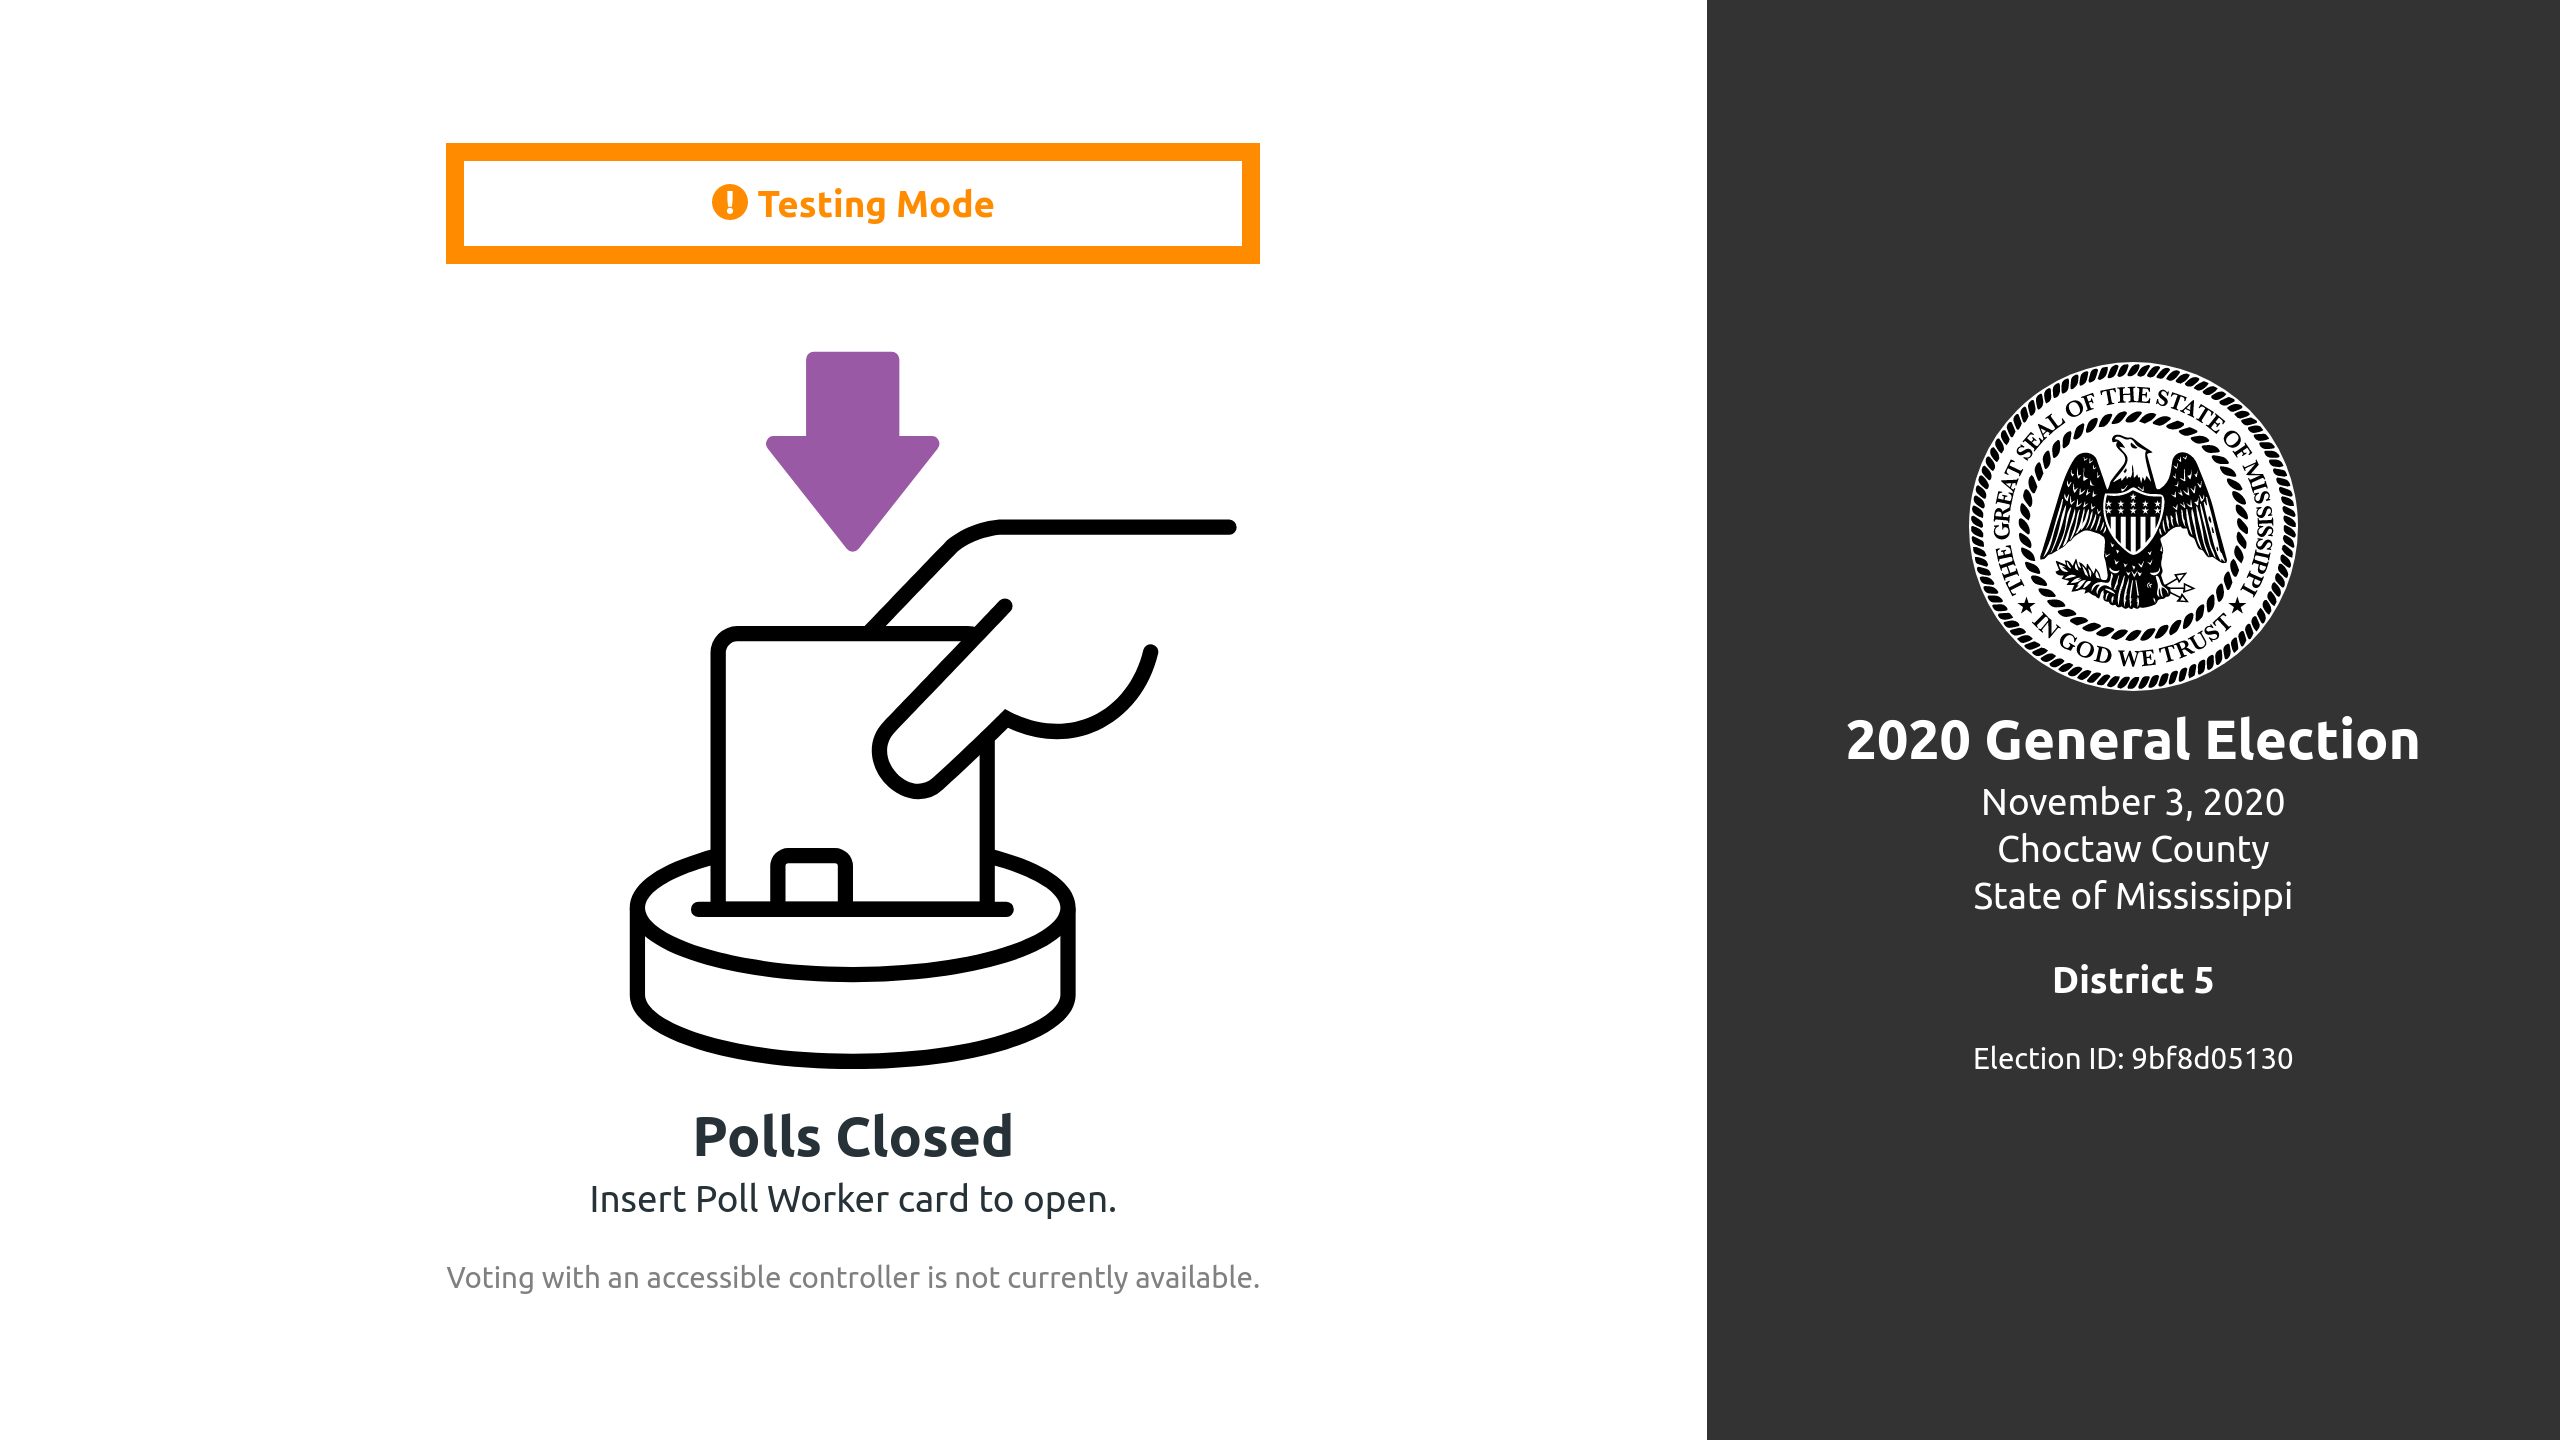 Testing Mode
Polls Closed
Insert Poll Worker card to open.
Voting with an accessible controller is not currently available.
THE GREAT SEAL OF THE STATE OF MISSISSIPPI
IN GOD WE TRUST
2020 General Election
November 3, 2020
Choctaw County
State of Mississippi
District 5
Election ID: 9bf8d05130